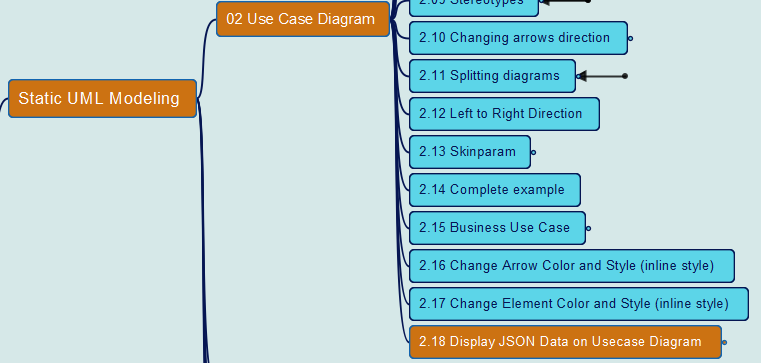 2.09 Stereotypes
02 Use Case Diagram
2.10 Changing arrows direction
2.11 Splitting diagrams
Static UML Modeling
2.12 Left to Right Direction
2.13 Skinparam
2.14 Complete example
2.15 Business Use Case
2.16 Change Arrow Color and Style (inline style)
2.17 Change Element Color and Style (inline style)
2.18 Display JSON Data on Usecase Diagram